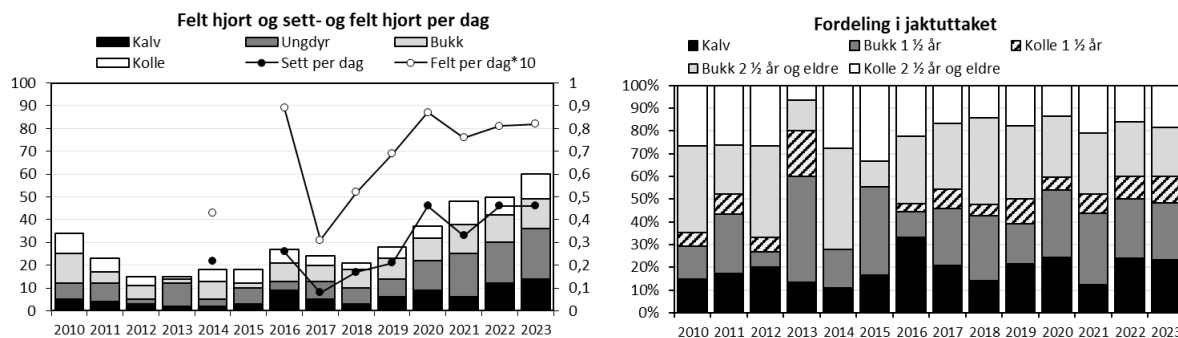 Felt hjort og sett- og felt hjort per dag
Kalv Ungdyr Bukk
Kolle Sett per dag Felt per dag*10
100 1
90 0,9
80 0,8
70 0,7
60 0,6
50 0,5
40 0,4
30 0,3
20 0,2
10 0,1
0 0
2010 2011 2012 2013 2014 2015 2016 2017 2018 2019 2020 2021 2022 2023
Fordeling i jaktuttaket
Kalv Bukk 1 ½ år Kolle 1 ½ år
Bukk 2 ½ år og eldre Kolle 2 ½ år og eldre
100%
90%
80%
70%
60%
50%
40%
30%
20%
10%
0%
2010 2011 2012 2013 2014 2015 2016 2017 2018 2019 2020 2021 2022 2023